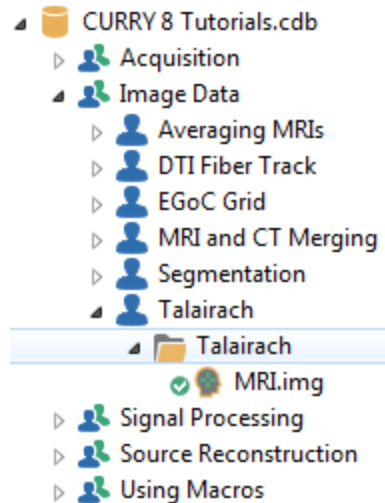 CURRY 8 Tutorials.cdb
Acquisition
Image Data
Averaging MRIs
DTI Fiber Track
EGoC Grid
MRI and CT Merging
Segmentation
Talairach
Talairach
MRI.img
Signal Processing
Source Reconstruction
Using Macros